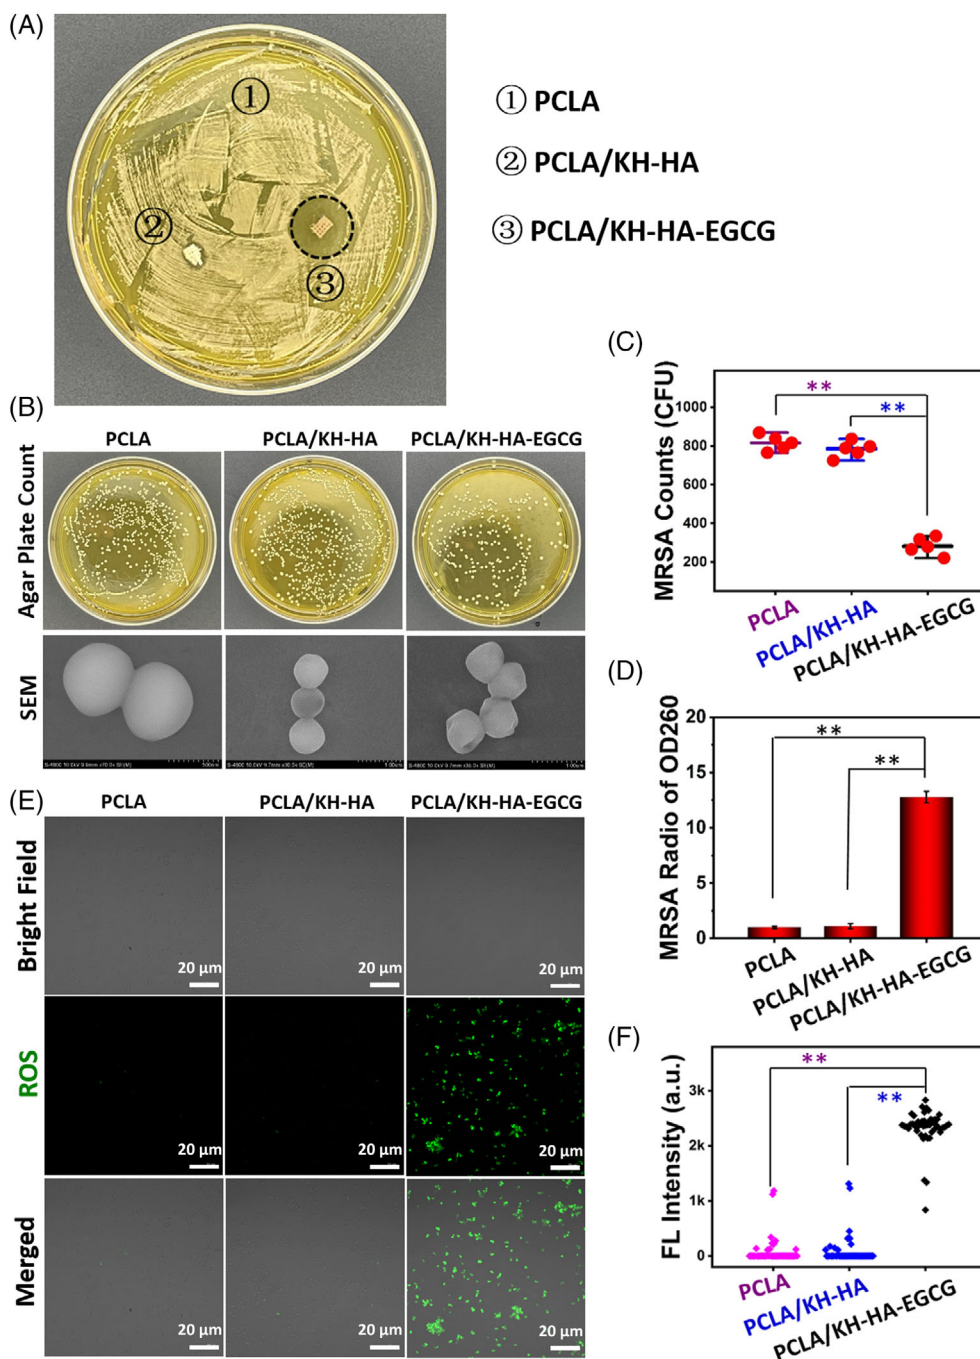 (A)
①
②
③
① PCLA
② PCLA/KH-HA
③ PCLA/KH-HA-EGCG
(B)
PCLA
PCLA/KH-HA
PCLA/KH-HA-EGCG
Agar Plate Count
SEM
(C)
MRSA Counts (CFU)
1000
800
600
400
200
**
**
PCLA
PCLA/KH-HA
PCLA/KH-HA-EGCG
(D)
MRSA Radio of OD260
20
15
10
5
0
**
**
PCLA
PCLA/KH-HA
PCLA/KH-HA-EGCG
(E)
PCLA
PCLA/KH-HA
PCLA/KH-HA-EGCG
Bright Field
20 μm
20 μm
20 μm
ROS
20 μm
20 μm
20 μm
Merged
20 μm
20 μm
20 μm
(F)
FL Intensity (a.u.)
3k
2k
1k
0
**
**
PCLA
PCLA/KH-HA
PCLA/KH-HA-EGCG